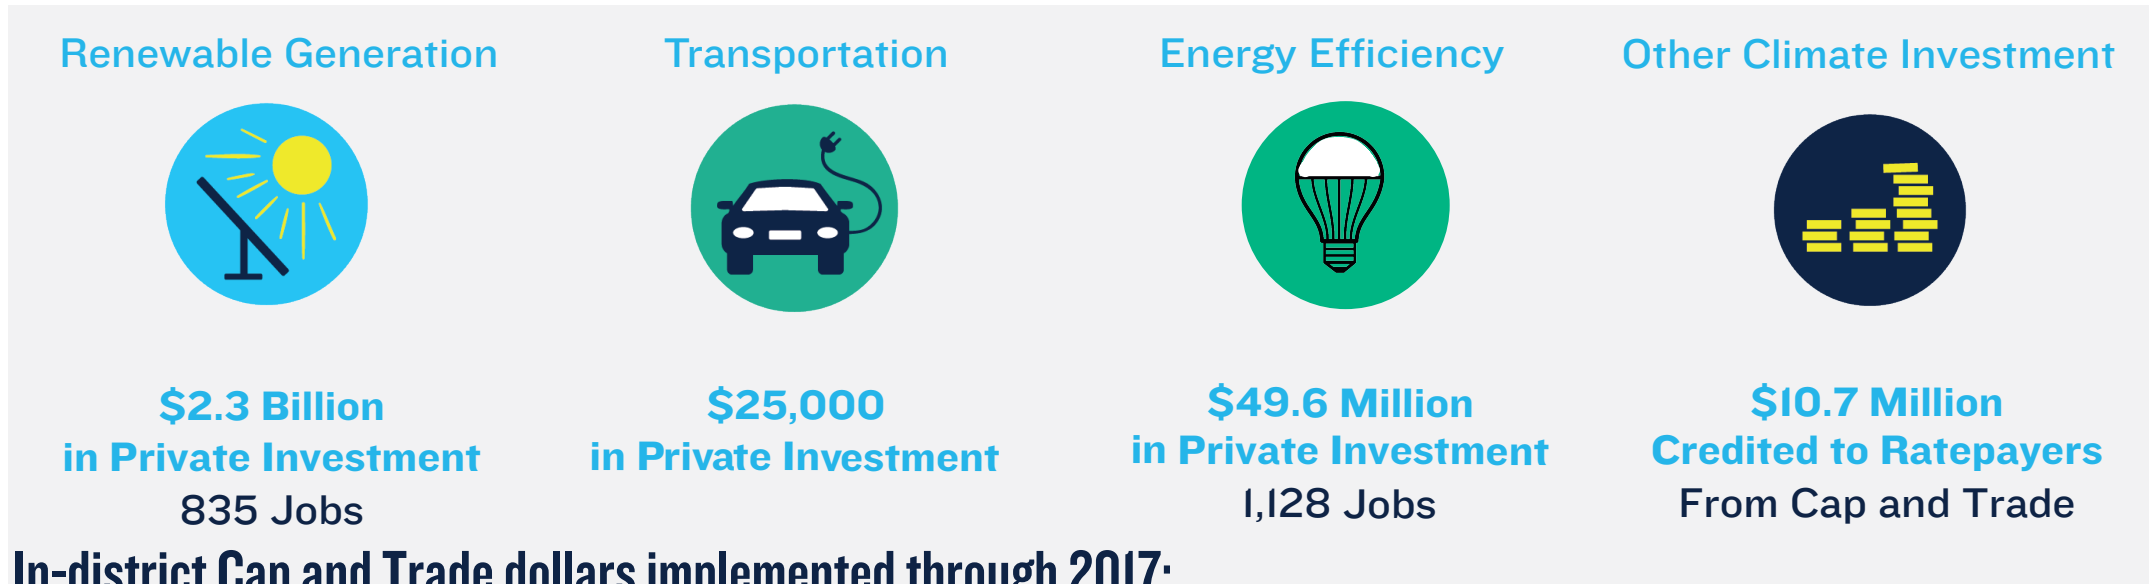 Renewable Generation
Transportation
Energy Efficiency
Other Climate Investment
$2.3 Billion
in Private Investment
835 Jobs
$25,000
in Private Investment
$49.6 Million
in Private Investment
1,128 Jobs
$10.7 Million
Credited to Ratepayers
From Cap and Trade
In-district Cap and Trade dollars implemented through 2017: